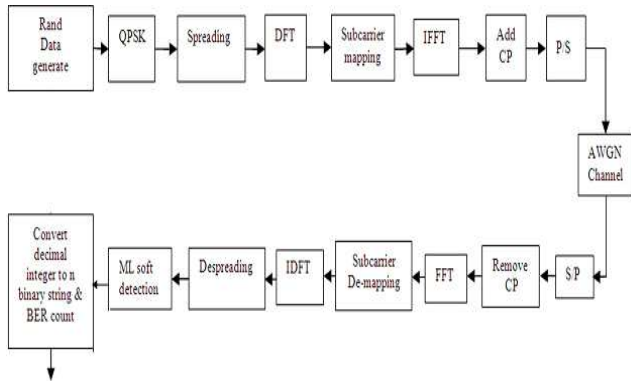 Rand
Data
generate
QPSK
Spreading
DFT
Subcarrier
mapping
IFFT
Add
CP
P/S
AWGN
Channel
S/P
Remove
CP
FFT
Subcarrier
De-mapping
IDFT
Despreading
ML soft
detection
Convert
decimal
integer to n
binary string &
BER count